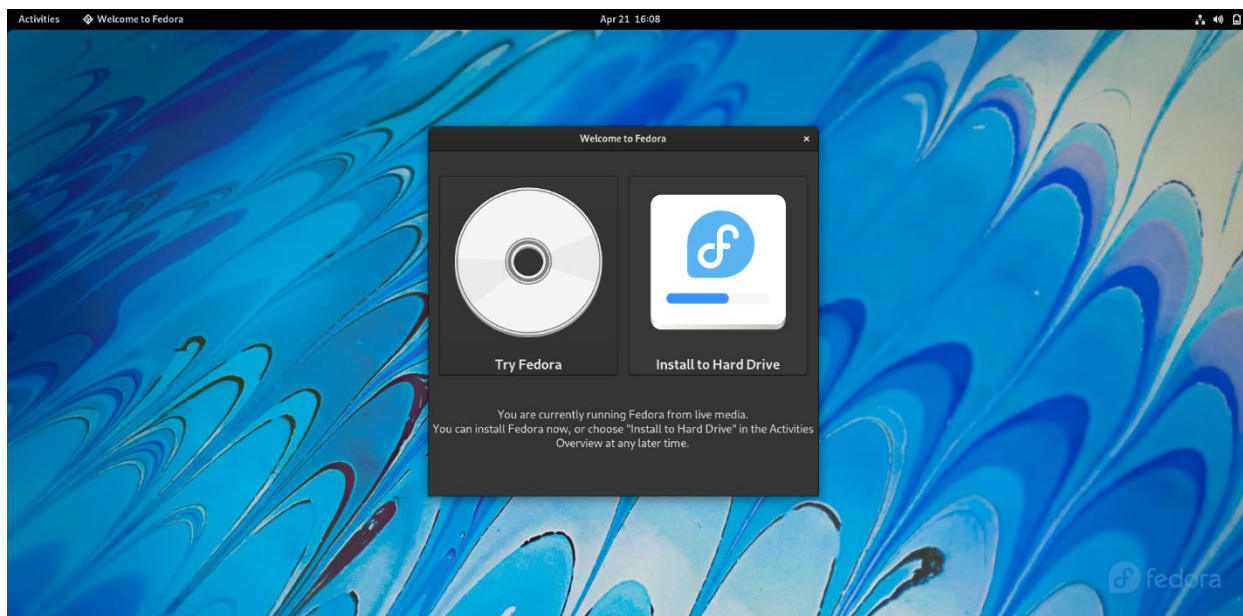 Activities Welcome to Fedora Apr 21 16:08
Welcome to Fedora
Try Fedora
Install to Hard Drive
You are currently running Fedora from live media.
You can install Fedora now, or choose "Install to Hard Drive" in the Activities
Overview at any later time.
fedora